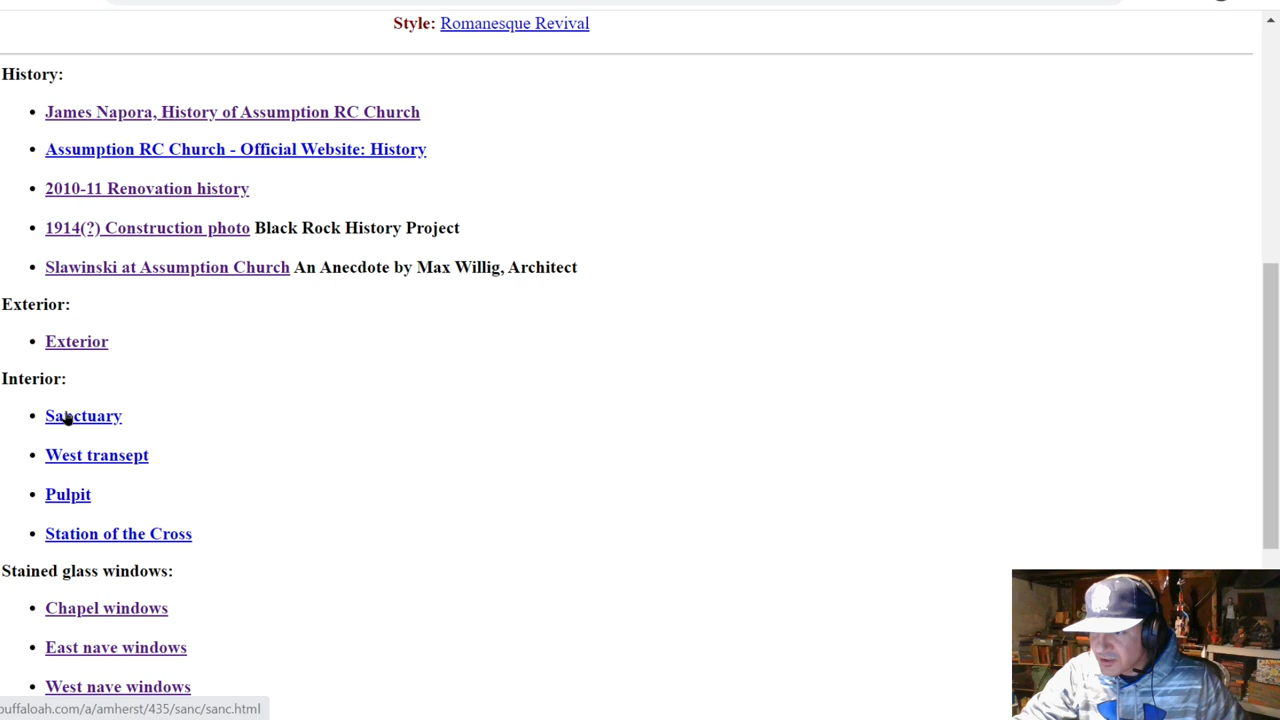 Style: Romanesque Revival
History:
• James Napora, History of Assumption RC Church
• Assumption RC Church - Official Website: History
• 2010-11 Renovation history
• 1914(?) Construction photo Black Rock History Project
• Slawinski at Assumption Church An Anecdote by Max Willig, Architect
Exterior:
• Exterior
Interior:
• Sanctuary
• West transept
• Pulpit
• Station of the Cross
Stained glass windows:
• Chapel windows
• East nave windows
• West nave windows
buffaloah.com/a/amherst/435/sanc/sanc.html